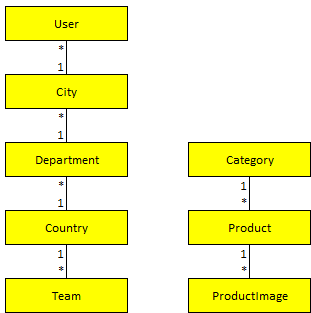 User
*
1
City
*
1
Department
*
1
Country
1
*
Team
Category
1
*
Product
1
*
ProductImage